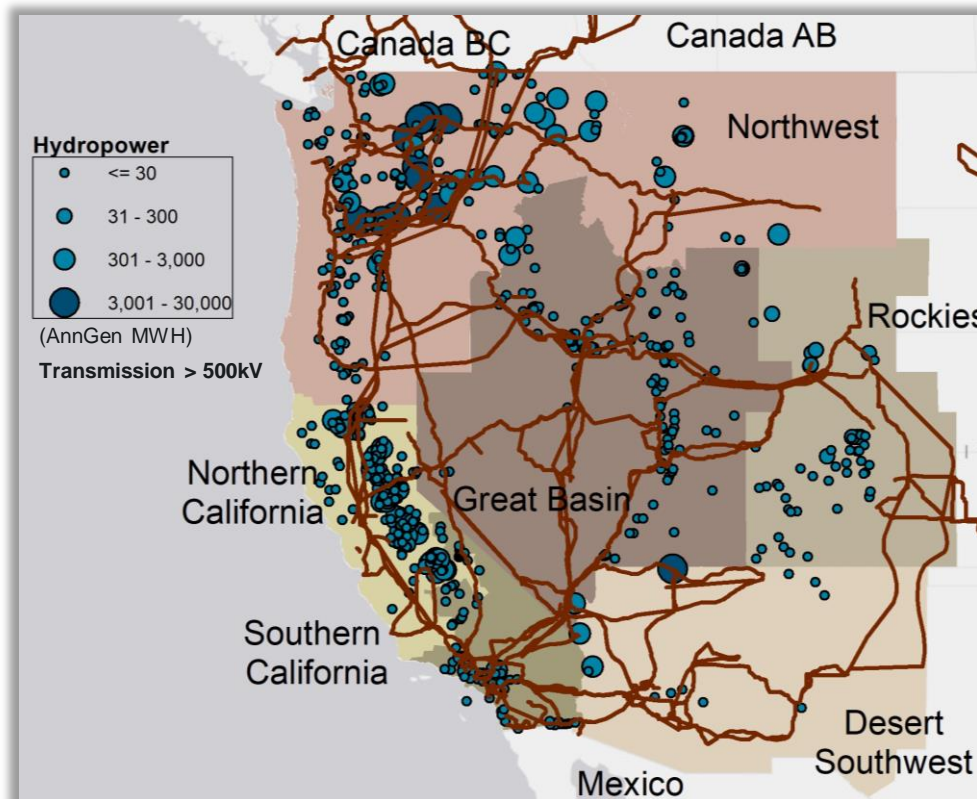 Canada BC
Canada AB
Hydropower
<= 30
31 - 300
301 - 3,000
3,001 - 30,000
(AnnGen MWH)
Transmission > 500kV
Northwest
Rockies
Northern
California
Great Basin
Southern
California
Desert
Southwest
Mexico